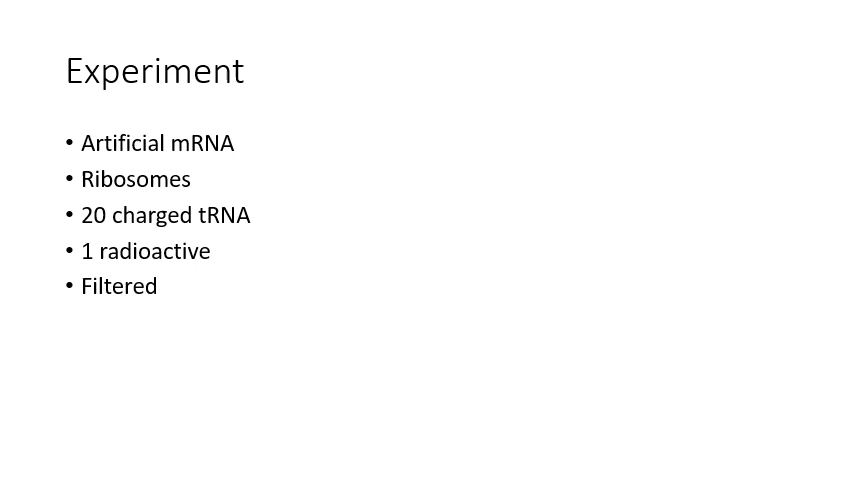 Experiment
• Artificial mRNA
• Ribosomes
• 20 charged tRNA
• 1 radioactive
• Filtered